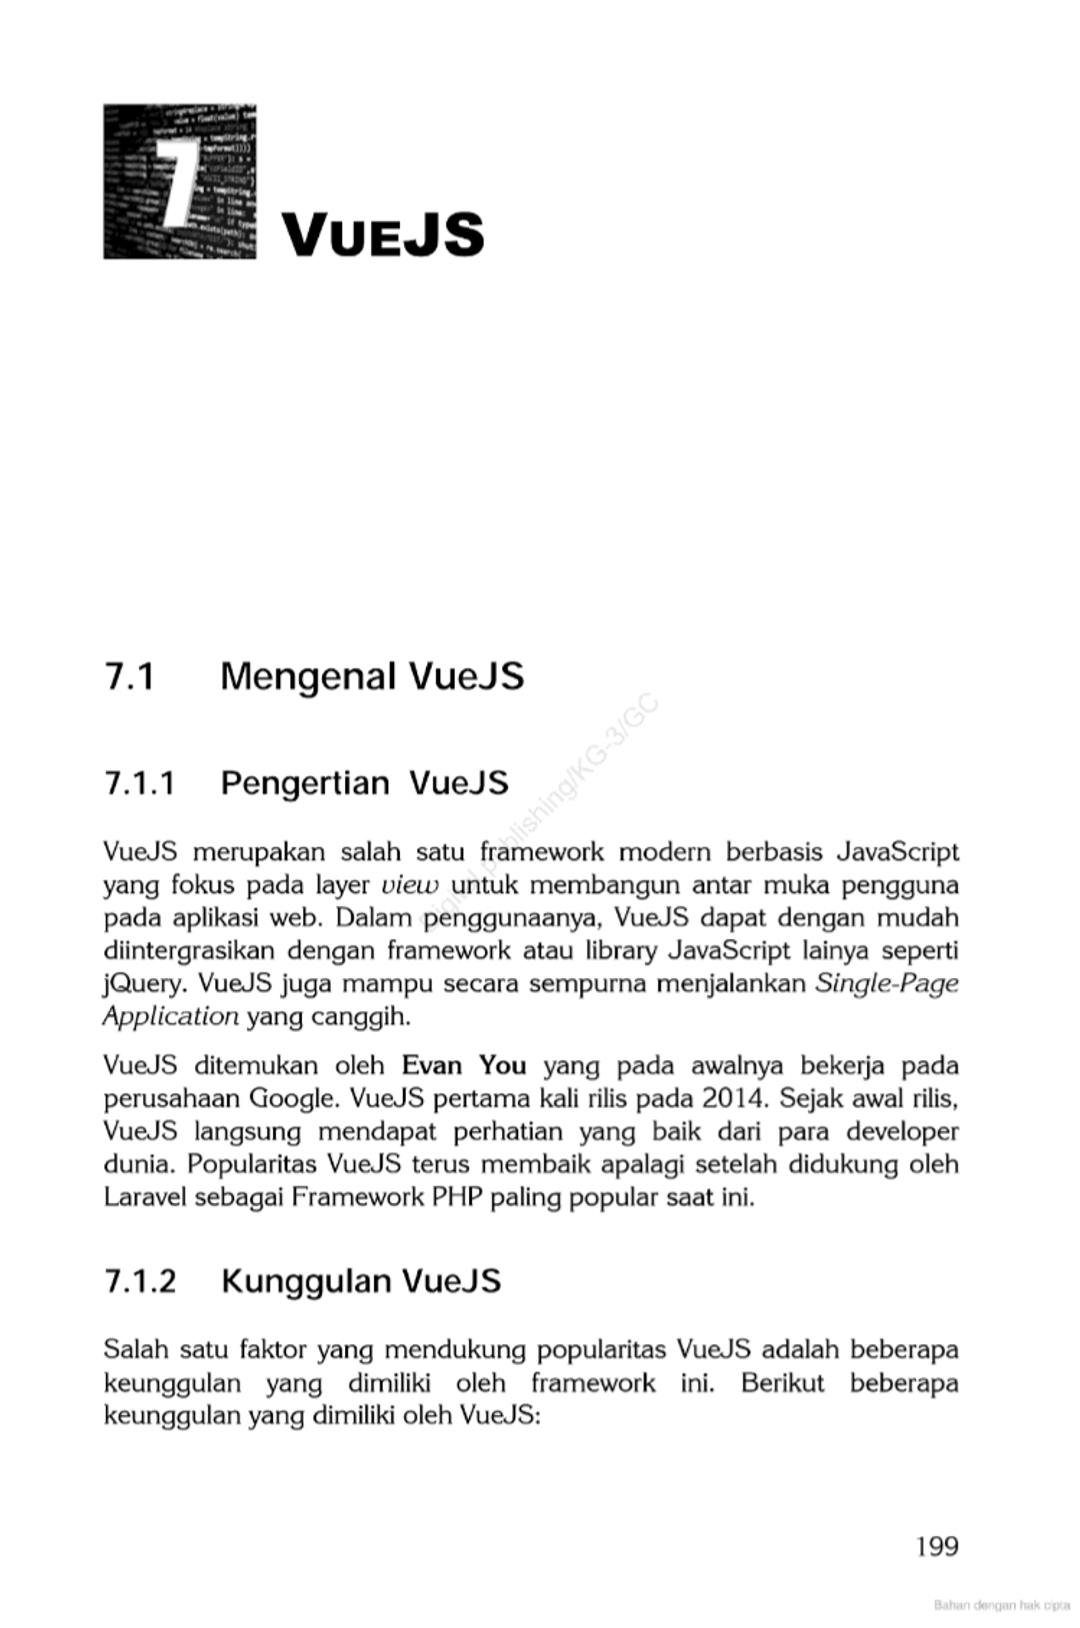 7
VUEJS
7.1 Mengenal VueJS
7.1.1 Pengertian VueJS
VueJS merupakan salah satu framework modern berbasis JavaScript
yang fokus pada layer view untuk membangun antar muka pengguna
pada aplikasi web. Dalam penggunaanya, VueJS dapat dengan mudah
diintergrasikan dengan framework atau library JavaScript lainya seperti
jQuery. VueJS juga mampu secara sempurna menjalankan Single-Page
Application yang canggih.
VueJS ditemukan oleh Evan You yang pada awalnya bekerja pada
perusahaan Google. VueJS pertama kali rilis pada 2014. Sejak awal rilis,
VueJS langsung mendapat perhatian yang baik dari para developer
dunia. Popularitas VueJS terus membaik apalagi setelah didukung oleh
Laravel sebagai Framework PHP paling popular saat ini.
7.1.2 Kunggulan VueJS
Salah satu faktor yang mendukung popularitas VueJS adalah beberapa
keunggulan yang dimiliki oleh framework ini. Berikut beberapa
keunggulan yang dimiliki oleh VueJS:
199
Digital publishing/KG-3/GC
Bahan dengan hak cipta